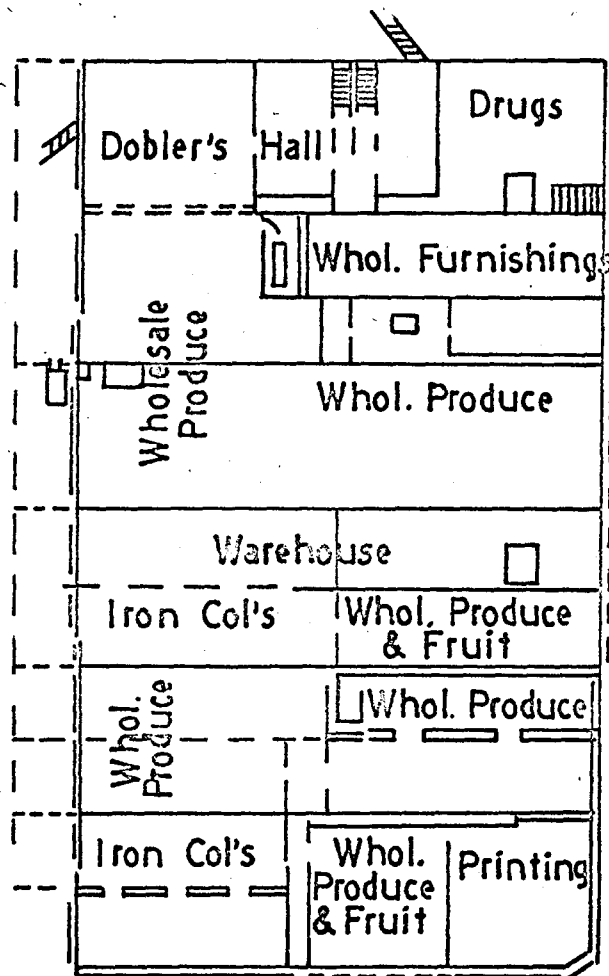 Drugs
Dobler's Hall
Whol. Furnishings
Wholesale
Produce
Whol. Produce
Warehouse
Iron Col's
Whol. Produce
& Fruit
Whol.
Produce
Whol. Produce
Iron Col's
Whol.
Produce
& Fruit
Printing